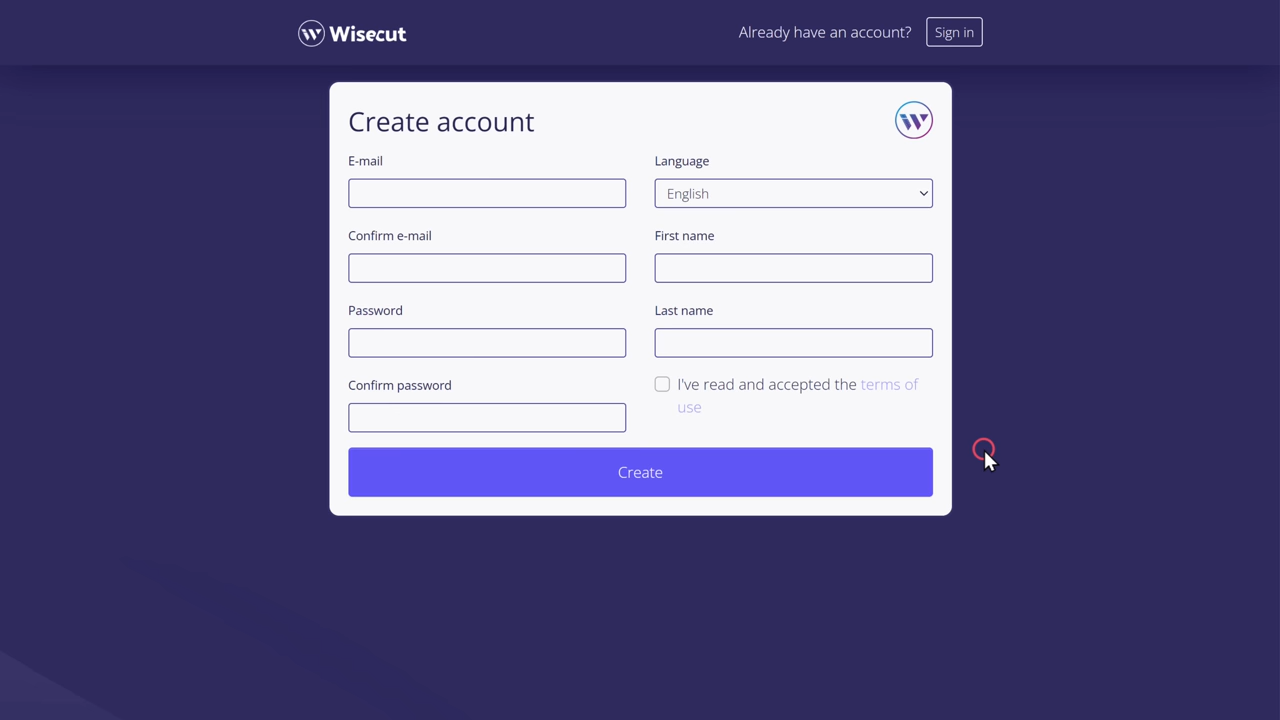 Wisecut
Already have an account?
Sign in
Create account
E-mail
Language
English
Confirm e-mail
First name
Password
Last name
Confirm password
I've read and accepted the terms of
use
Create